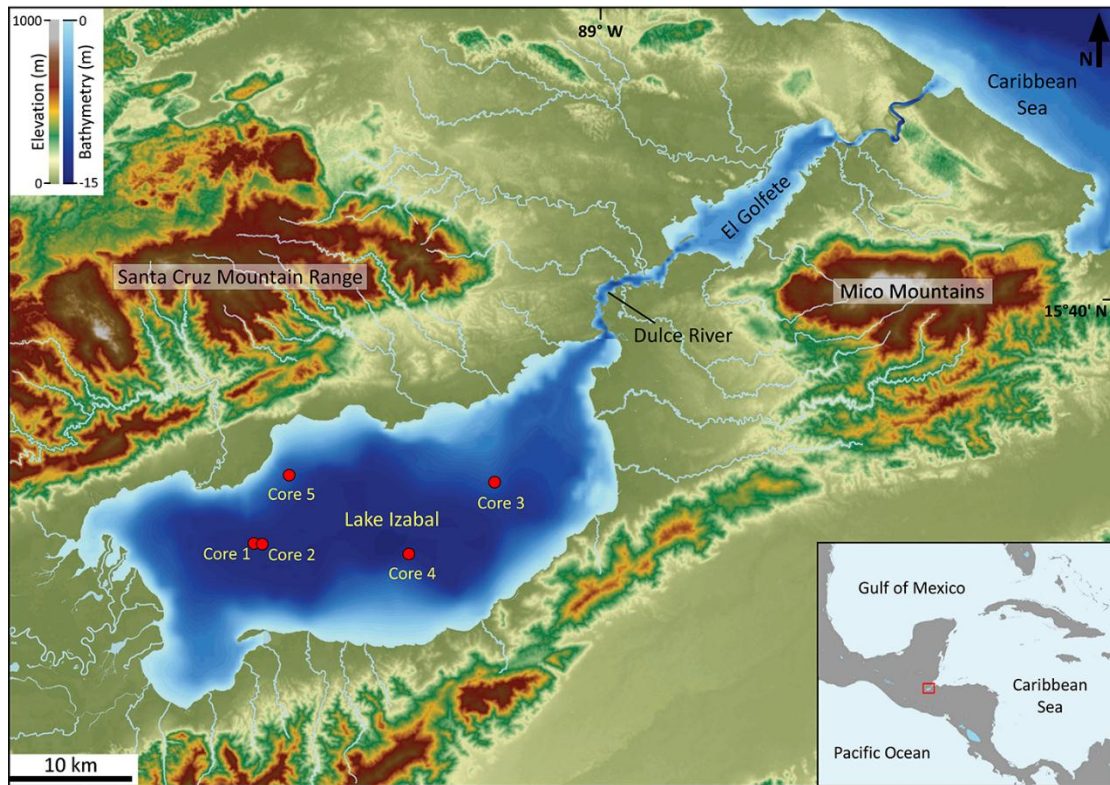 1000
0
Elevation (m)
Bathymetry (m)
0
-15
89° W
N
Caribbean
Sea
El Golfete
Santa Cruz Mountain Range
Mico Mountains
15°40' N
Dulce River
Core 5
Core 3
Lake Izabal
Core 1
Core 2
Core 4
10 km
Gulf of Mexico
Caribbean
Sea
Pacific Ocean